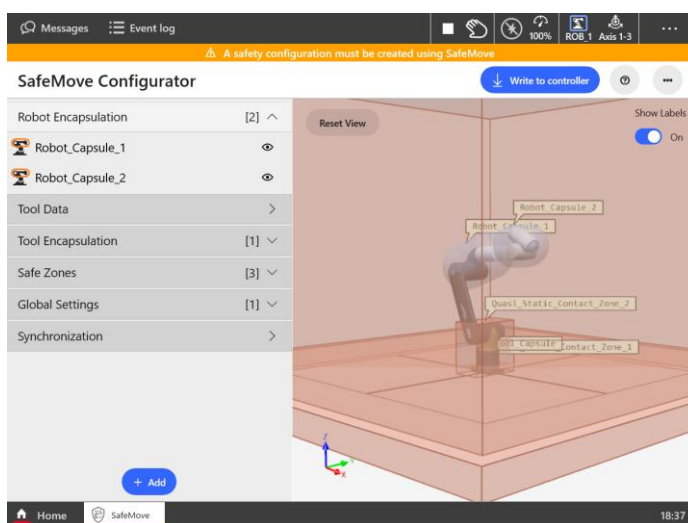 Messages
Event log
100%
ROB_1
Axis 1-3
A safety configuration must be created using SafeMove
SafeMove Configurator
Write to controller
Robot Encapsulation [2]
Robot_Capsule_1
Robot_Capsule_2
Tool Data
Tool Encapsulation [1]
Safe Zones [3]
Global Settings [1]
Synchronization
+ Add
Reset View
Show Labels
On
Robot_Capsule_2
Robot_Capsule_1
Quasi_Static_Contact_Zone_2
Capsule
Contact_Zone_1
Z
Y
X
Home
SafeMove
18:37